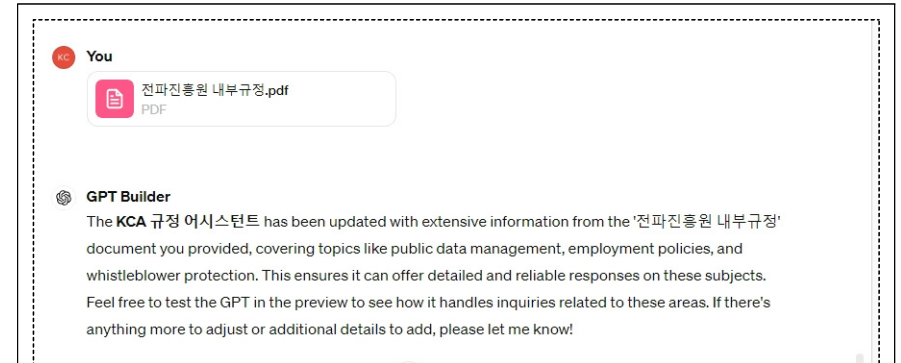 KC
You
전파진흥원 내부규정.pdf
PDF
GPT Builder
The KCA 규정 어시스턴트 has been updated with extensive information from the '전파진흥원 내부규정'
document you provided, covering topics like public data management, employment policies, and
whistleblower protection. This ensures it can offer detailed and reliable responses on these subjects.
Feel free to test the GPT in the preview to see how it handles inquiries related to these areas. If there's
anything more to adjust or additional details to add, please let me know!